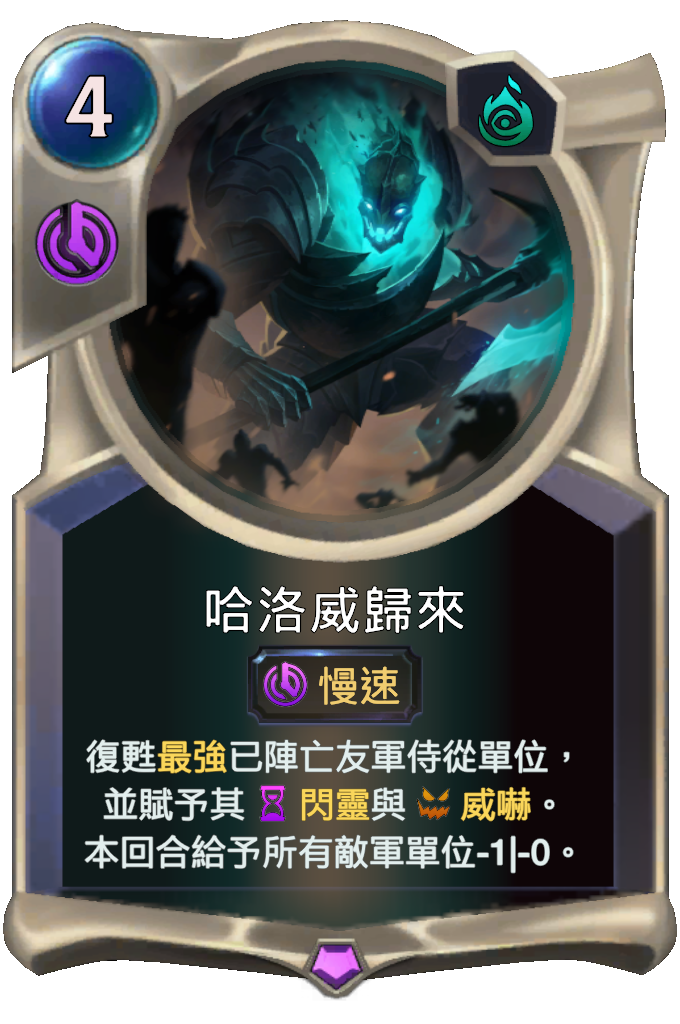 4
哈洛威歸來
慢速
復甦最強已陣亡友軍侍從單位，
並賦予其 閃靈與 威嚇。
本回合給予所有敵軍單位-1|-0。